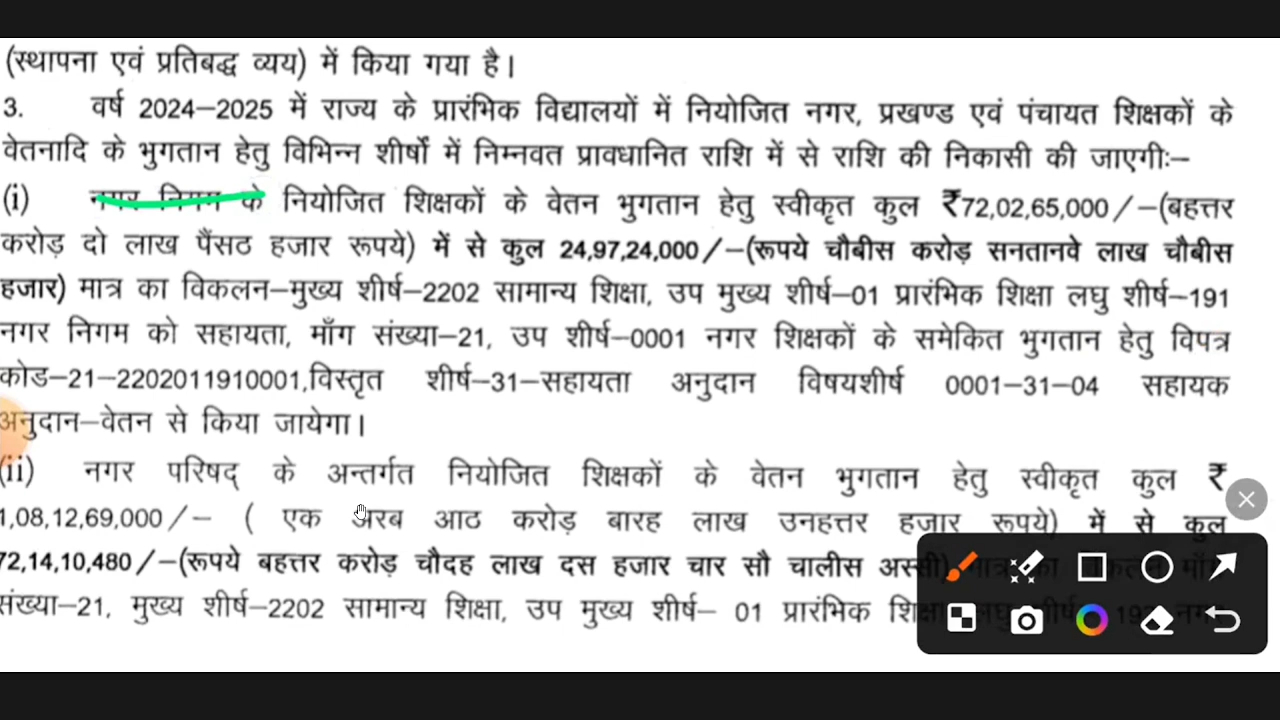 (स्थापना एवं प्रतिबद्ध व्यय) में किया गया है।
3. वर्ष 2024–2025 में राज्य के प्रारंभिक विद्यालयों में नियोजित नगर, प्रखण्ड एवं पंचायत शिक्षकों के
वेतनादि के भुगतान हेतु विभिन्न शीर्षों में निम्नवत प्रावधानित राशि में से राशि की निकासी की जाएगीः–
(i) नगर निगम के नियोजित शिक्षकों के वेतन भुगतान हेतु स्वीकृत कुल ₹72,02,65,000/–(बहत्तर
करोड़ दो लाख पैंसठ हजार रूपये) में से कुल 24,97,24,000/–(रूपये चौबीस करोड़ सनतानवे लाख चौबीस
हजार) मात्र का विकलन–मुख्य शीर्ष–2202 सामान्य शिक्षा, उप मुख्य शीर्ष–01 प्रारंभिक शिक्षा लघु शीर्ष–191
नगर निगम को सहायता, माँग संख्या–21, उप शीर्ष–0001 नगर शिक्षकों के समेकित भुगतान हेतु विपत्र
कोड–21–2202011910001,विस्तृत शीर्ष–31–सहायता अनुदान विषयशीर्ष 0001–31–04 सहायक
अनुदान–वेतन से किया जायेगा।
(ii) नगर परिषद् के अन्तर्गत नियोजित शिक्षकों के वेतन भुगतान हेतु स्वीकृत कुल ₹
1,08,12,69,000/– ( एक अरब आठ करोड़ बारह लाख उनहत्तर हजार रूपये) में से कुल
72,14,10,480/–(रूपये बहत्तर करोड़ चौदह लाख दस हजार चार सौ चालीस अस्सी)
संख्या–21, मुख्य शीर्ष–2202 सामान्य शिक्षा, उप मुख्य शीर्ष– 01 प्रारंभिक शिक्षा